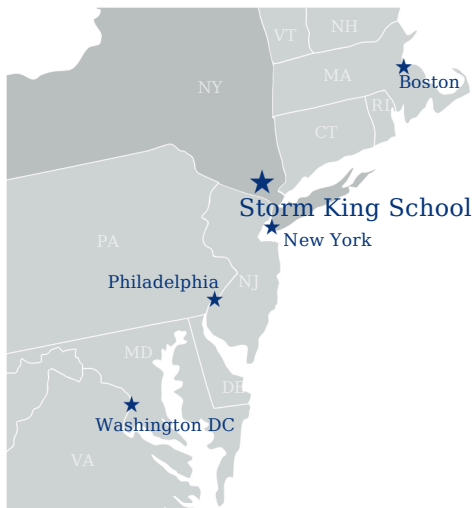 VT
NH
NY
MA
Boston
RI
CT
Storm King School
New York
PA
Philadelphia
NJ
MD
DE
Washington DC
VA